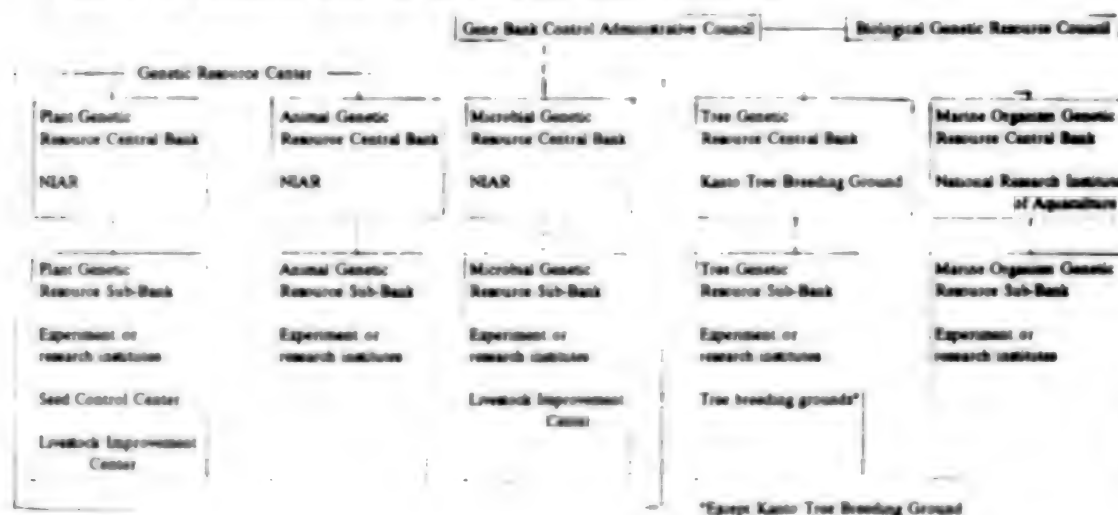 Gene Bank Control Administrative Council
Biological Genetic Resource Council
Genetic Resource Center
Plant Genetic
Resource Central Bank
NIAR
Animal Genetic
Resource Central Bank
NIAR
Microbial Genetic
Resource Central Bank
NIAR
Tree Genetic
Resource Central Bank
Kanto Tree Breeding Ground
Marine Organism Genetic
Resource Central Bank
National Research Institute
of Aquaculture
Plant Genetic
Resource Sub-Bank
Experiment or
research institutes
Seed Control Center
Livestock Improvement
Center
Animal Genetic
Resource Sub-Bank
Experiment or
research institutes
Microbial Genetic
Resource Sub-Bank
Experiment or
research institutes
Livestock Improvement
Center
Tree Genetic
Resource Sub-Bank
Experiment or
research institutes
Tree breeding grounds*
Marine Organism Genetic
Resource Sub-Bank
Experiment or
research institutes
*Except Kanto Tree Breeding Ground